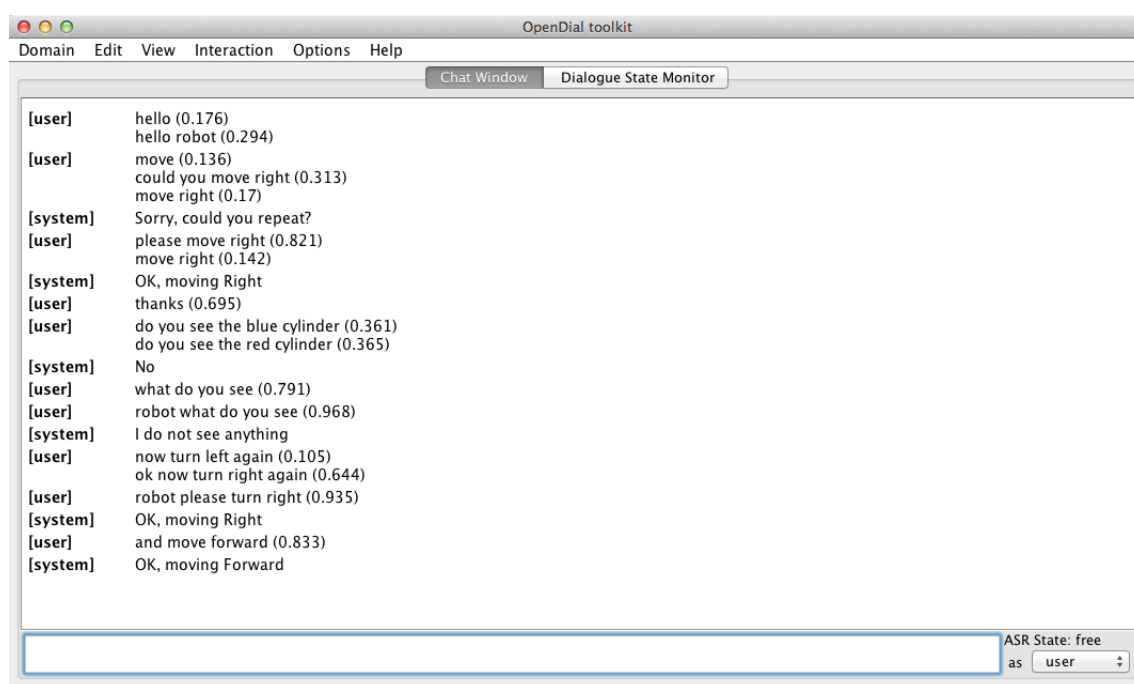 OpenDial toolkit
Domain Edit View Interaction Options Help
Chat Window Dialogue State Monitor
[user] hello (0.176)
hello robot (0.294)
[user] move (0.136)
could you move right (0.313)
move right (0.17)
[system] Sorry, could you repeat?
[user] please move right (0.821)
move right (0.142)
[system] OK, moving Right
[user] thanks (0.695)
[user] do you see the blue cylinder (0.361)
do you see the red cylinder (0.365)
[system] No
[user] what do you see (0.791)
[user] robot what do you see (0.968)
[system] I do not see anything
[user] now turn left again (0.105)
ok now turn right again (0.644)
[user] robot please turn right (0.935)
[system] OK, moving Right
[user] and move forward (0.833)
[system] OK, moving Forward
ASR State: free
as user